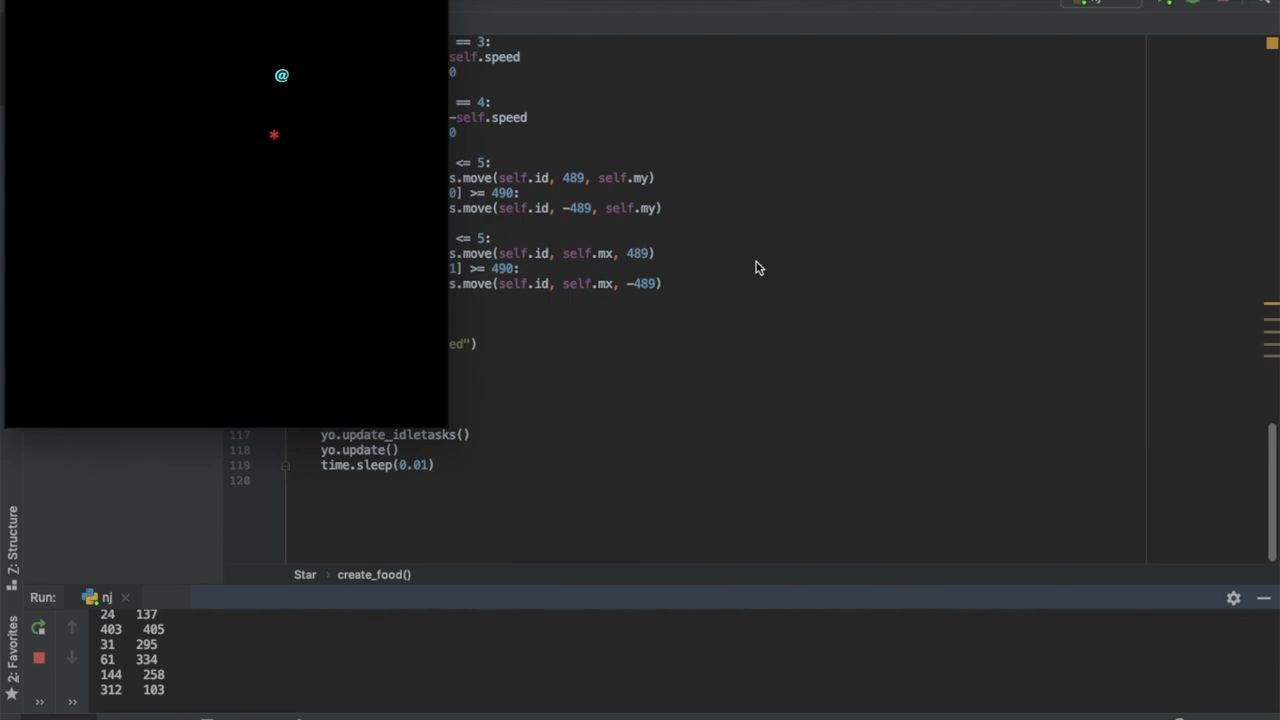 @
*
== 3:
self.speed
0
== 4:
-self.speed
0
<= 5:
s.move(self.id, 489, self.my)
0] >= 490:
s.move(self.id, -489, self.my)
<= 5:
s.move(self.id, self.mx, 489)
1] >= 490:
s.move(self.id, self.mx, -489)
ed")
117 yo.update_idletasks()
118 yo.update()
119 time.sleep(0.01)
120
Z: Structure
Star › create_food()
Run: nj ×
2: Favorites
24 137
403 405
31 295
61 334
144 258
312 103